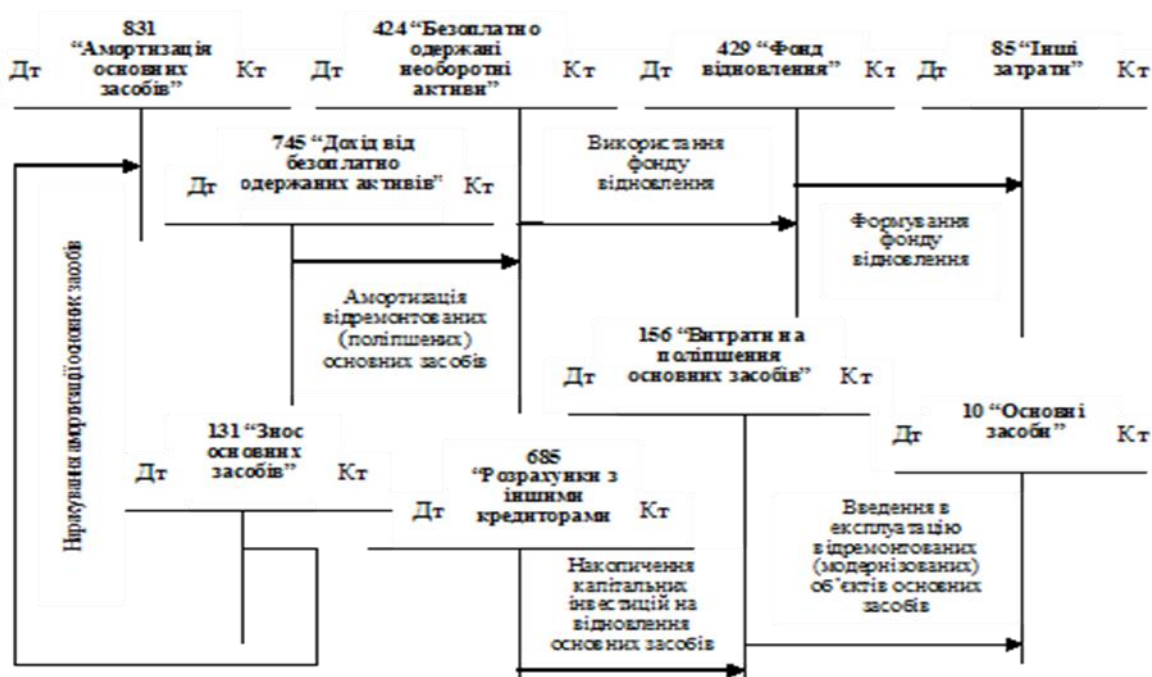 831
“Амортизація
основних
засобів”
Дт
Кт
424 “Безоплатно
одержані
необоротні
активи”
Дт
Кт
429 “Фонд
відновлення”
Дт
Кт
85 “Інші
затрати”
Дт
Кт
745 “Дохід від
безоплатно
одержаних активів”
Дт
Кт
Використання
фонду
відновлення
Формування
фонду
відновлення
Нарахування амортизації основних засобів
Амортизація
відремонтованих
(поліпшених)
основних засобів
156 “Витрати на
поліпшення
основних засобів”
Дт
Кт
10 “Основні
засоби”
Дт
Кт
131 “Знос
основних
засобів”
Дт
Кт
685
“Розрахунки з
іншими
кредиторами
Дт
Кт
Накопичення
капітальних
інвестицій на
відновлення
основних засобів
Введення в
експлуатацію
відремонтованих
(модернізованих)
об’єктів основних
засобів